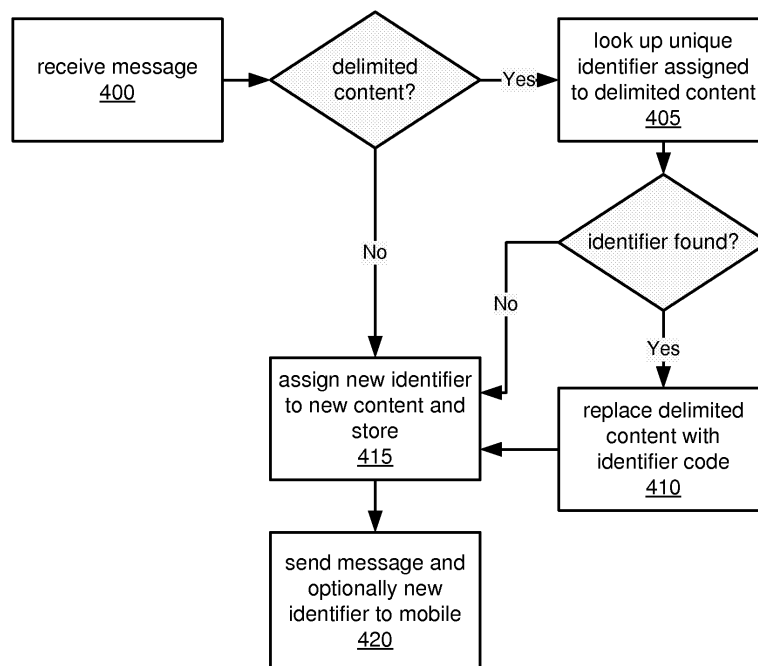 receive message
400
delimited
content?
Yes
look up unique
identifier assigned
to delimited content
405
No
identifier found?
No
Yes
assign new identifier
to new content and
store
415
replace delimited
content with
identifier code
410
send message and
optionally new
identifier to mobile
420